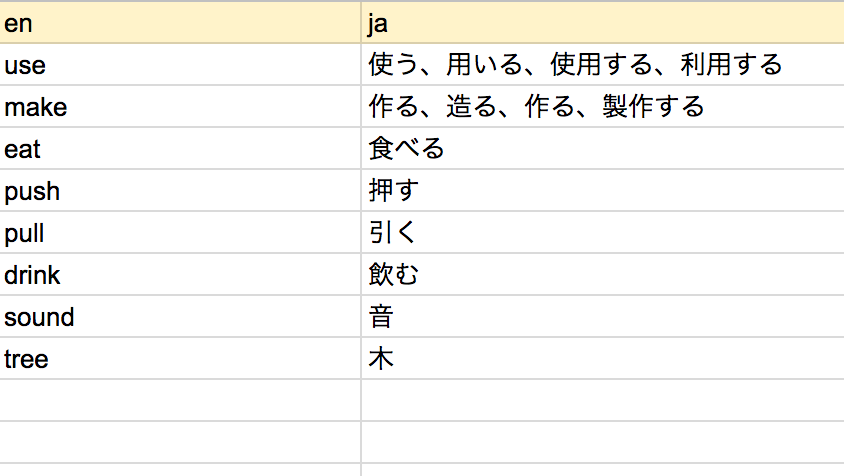 en ja
use 使う、用いる、使用する、利用する
make 作る、造る、作る、製作する
eat 食べる
push 押す
pull 引く
drink 飲む
sound 音
tree 木